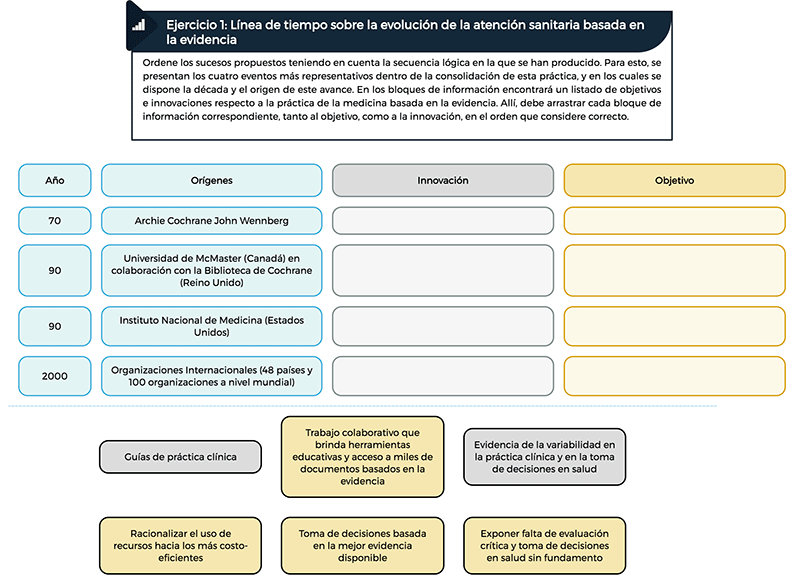 Ejercicio 1: Línea de tiempo sobre la evolución de la atención sanitaria basada en
la evidencia
Ordene los sucesos propuestos teniendo en cuenta la secuencia lógica en la que se han producido. Para esto, se
presentan los cuatro eventos más representativos dentro de la consolidación de esta práctica, y en los cuales se
dispone la década y el origen de este avance. En los bloques de información encontrará un listado de objetivos
e innovaciones respecto a la práctica de la medicina basada en la evidencia. Allí, debe arrastrar cada bloque de
información correspondiente, tanto al objetivo, como a la innovación, en el orden que considere correcto.
Año
Orígenes
Innovación
Objetivo
70
Archie Cochrane John Wennberg
90
Universidad de McMaster (Canadá) en
colaboración con la Biblioteca de Cochrane
(Reino Unido)
90
Instituto Nacional de Medicina (Estados
Unidos)
2000
Organizaciones Internacionales (48 países y
100 organizaciones a nivel mundial)
Guías de práctica clínica
Trabajo colaborativo que
brinda herramientas
educativas y acceso a miles de
documentos basados en la
evidencia
Evidencia de la variabilidad en
la práctica clínica y en la toma
de decisiones en salud
Racionalizar el uso de
recursos hacia los más costo-
eficientes
Toma de decisiones basada
en la mejor evidencia
disponible
Exponer falta de evaluación
crítica y toma de decisiones
en salud sin fundamento